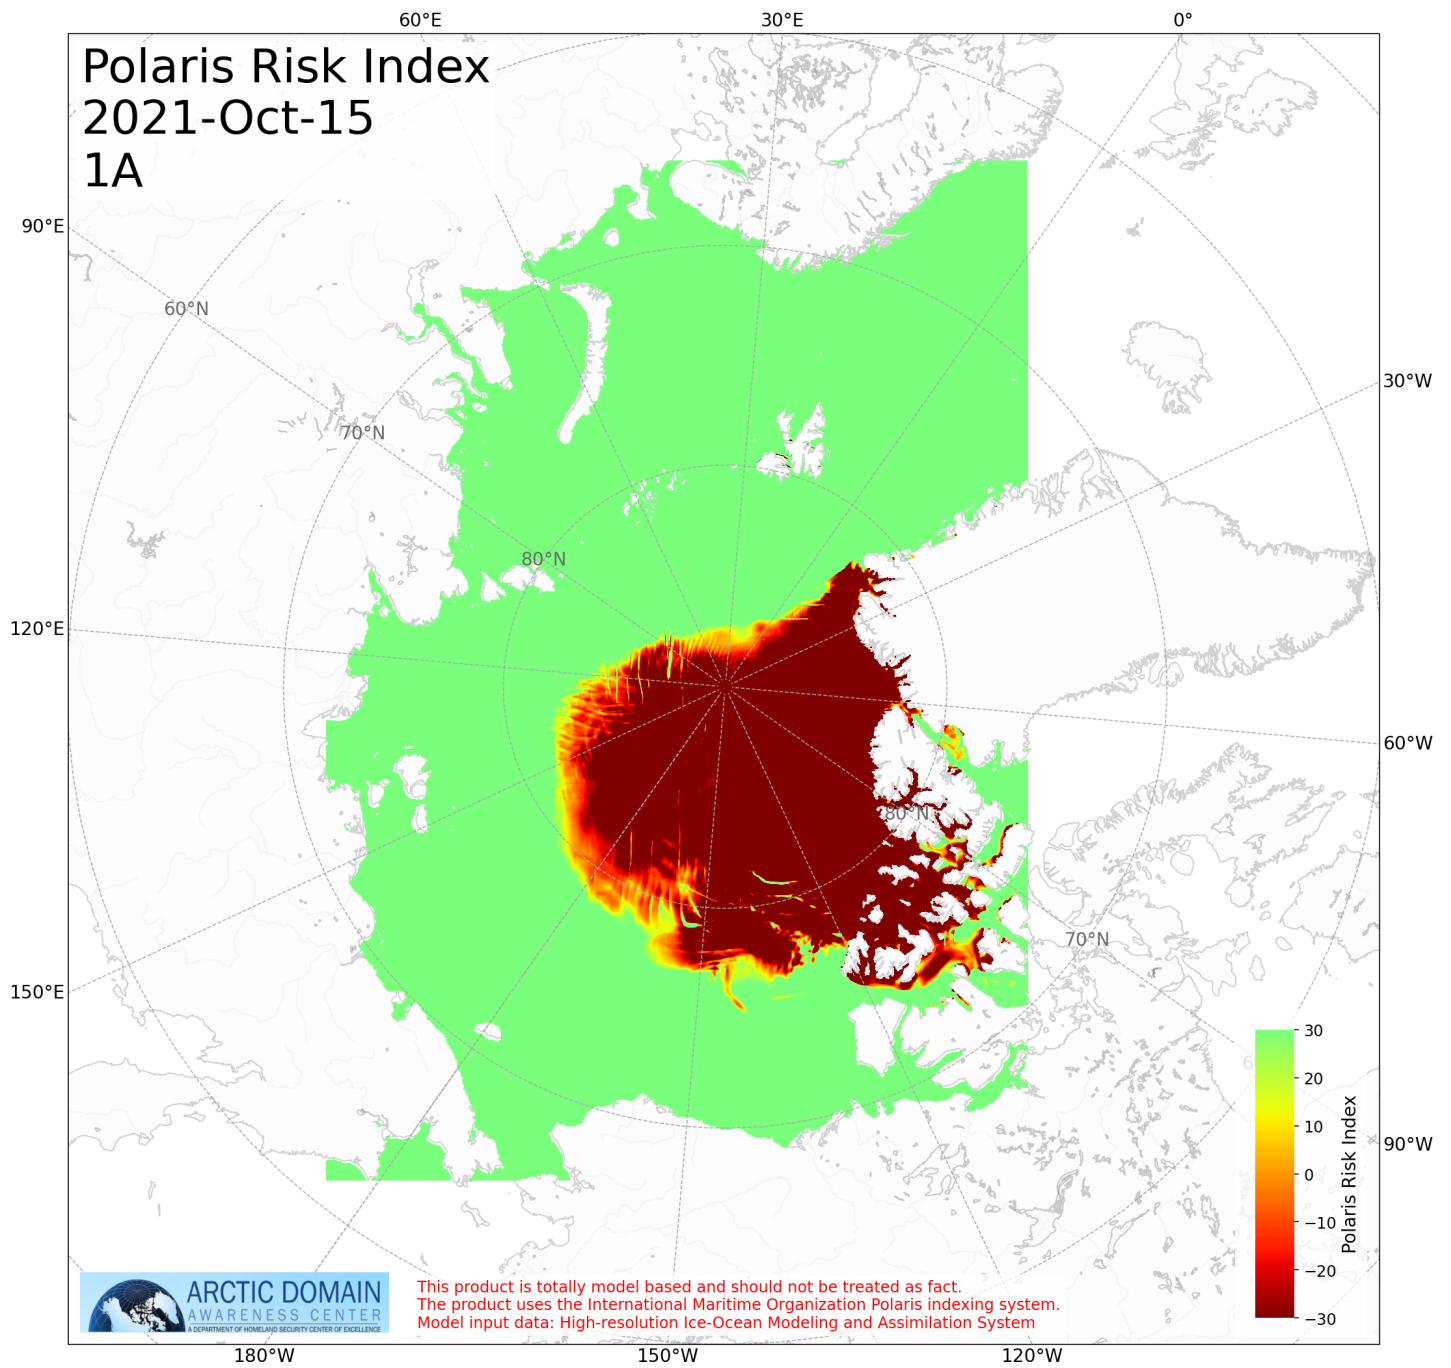 60°E 30°E 0°
Polaris Risk Index
2021-Oct-15
1A
90°E
60°N
30°W
70°N
80°N
120°E
60°W
80°N
70°N
150°E
30
20
10
0
−10
−20
−30
Polaris Risk Index
90°W
ARCTIC DOMAIN
AWARENESS CENTER
A DEPARTMENT OF HOMELAND SECURITY CENTER OF EXCELLENCE
This product is totally model based and should not be treated as fact.
The product uses the International Maritime Organization Polaris indexing system.
Model input data: High-resolution Ice-Ocean Modeling and Assimilation System
180°W 150°W 120°W